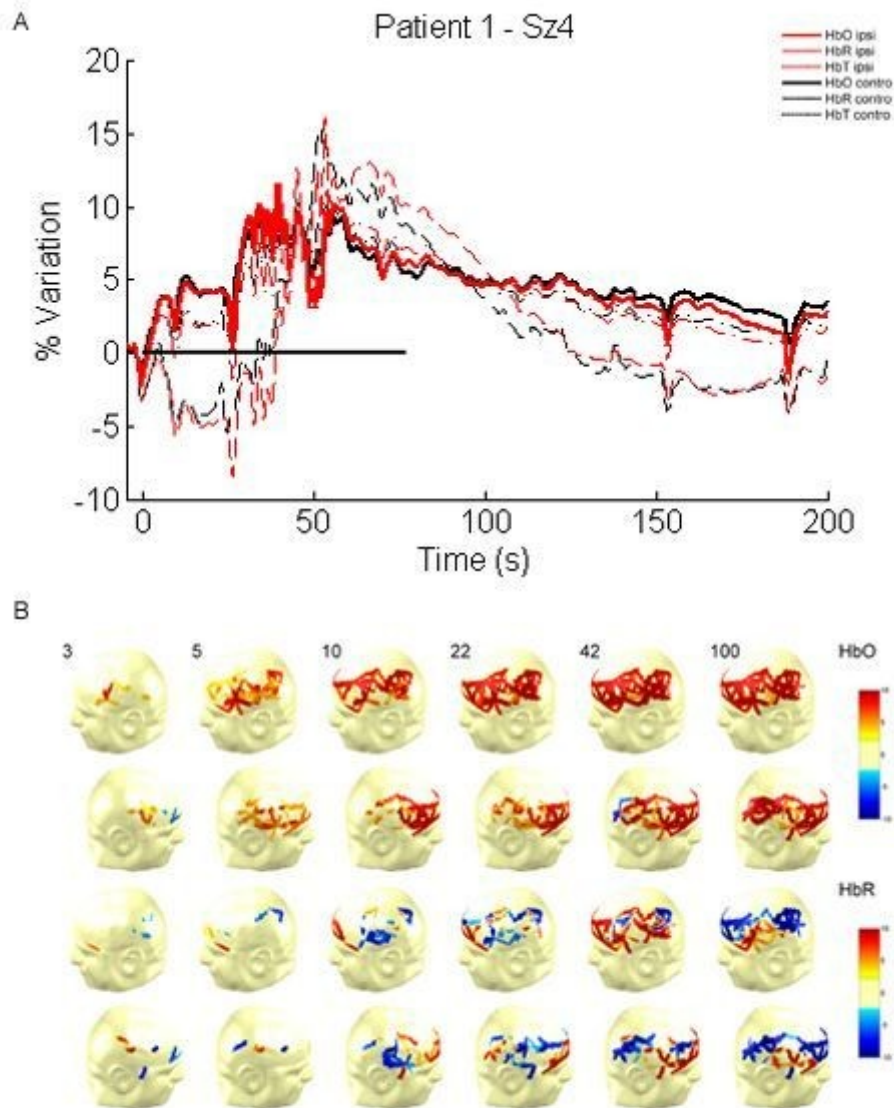 A
Patient 1 - Sz4
HbO ipsi
HbR ipsi
HbT ipsi
HbO contro
HbR contro
HbT contro
20
15
10
5
0
-5
-10
% Variation
0 50 100 150 200
Time (s)
B
3 5 10 22 42 100 HbO
HbR